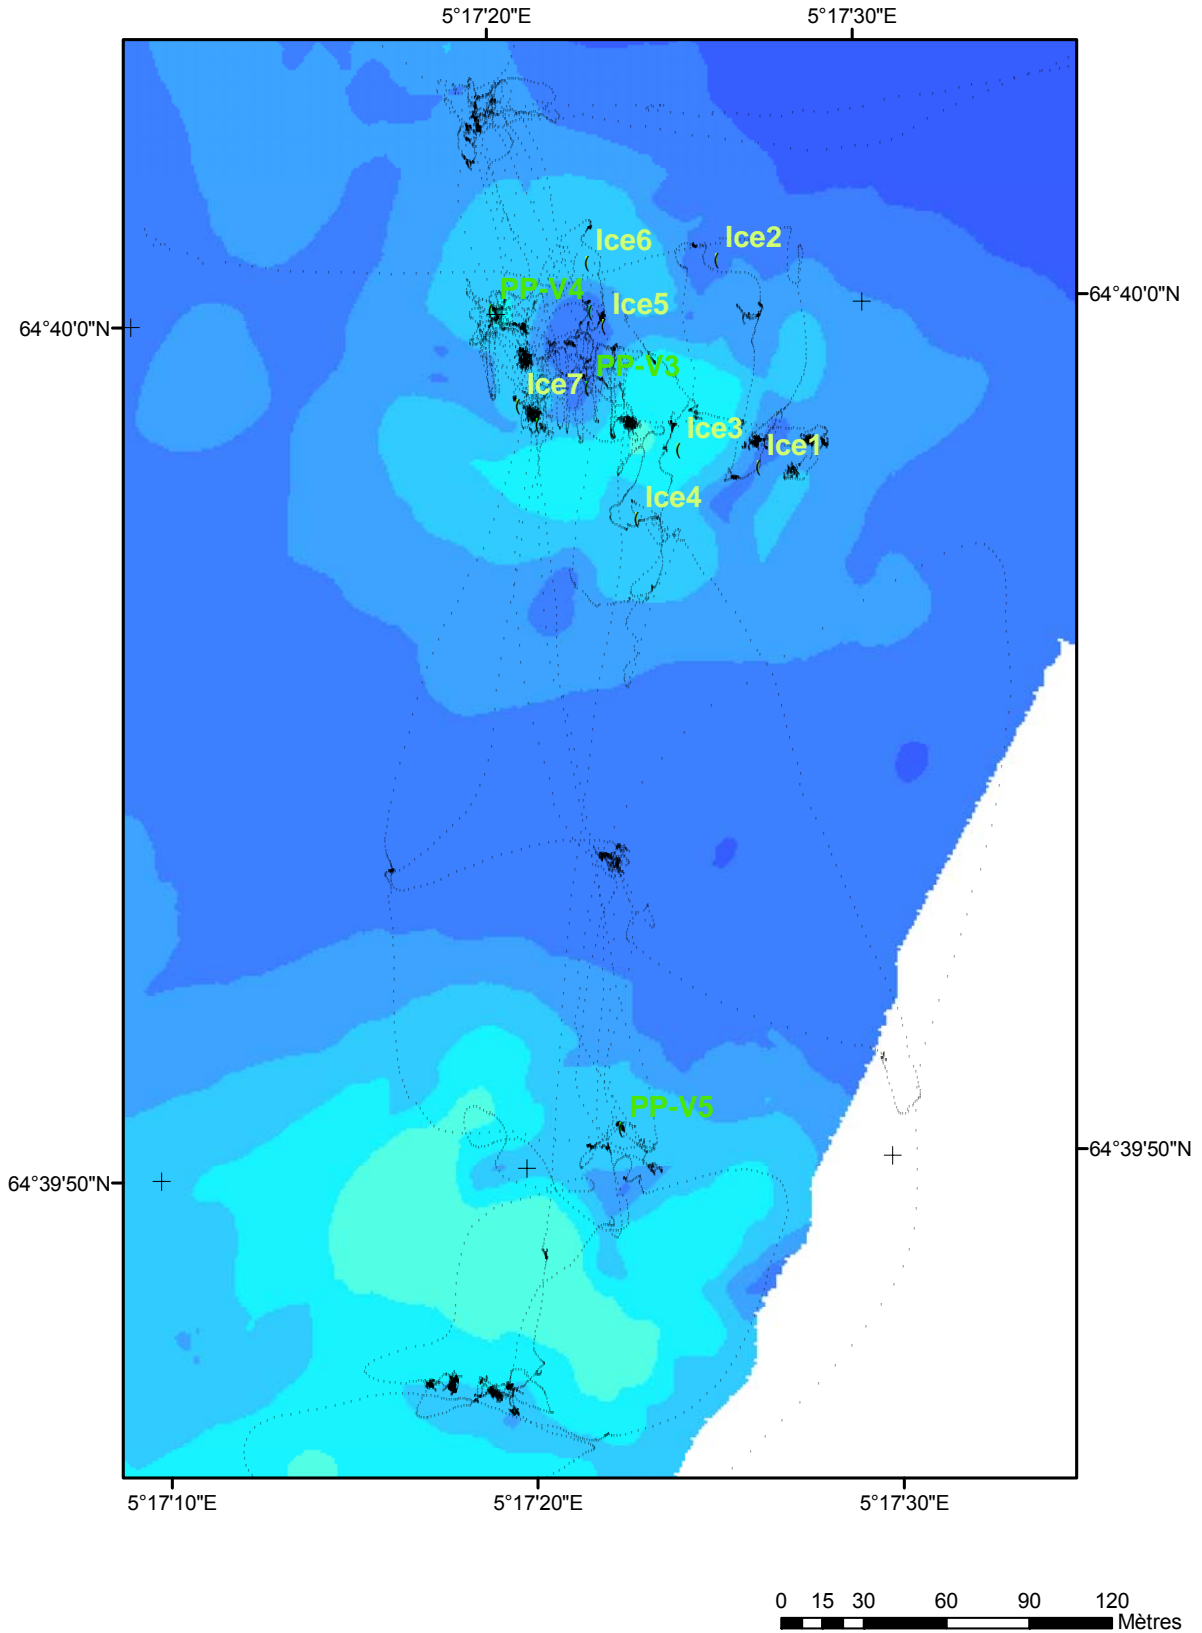 5°17'20"E 5°17'30"E
Ice6 Ice2
PP-V4 Ice5
64°40'0"N
64°40'0"N
PP-V3
Ice7
Ice3
Ice1
Ice4
PP-V5
64°39'50"N
64°39'50"N
5°17'10"E 5°17'20"E 5°17'30"E
0 15 30 60 90 120
Mètres